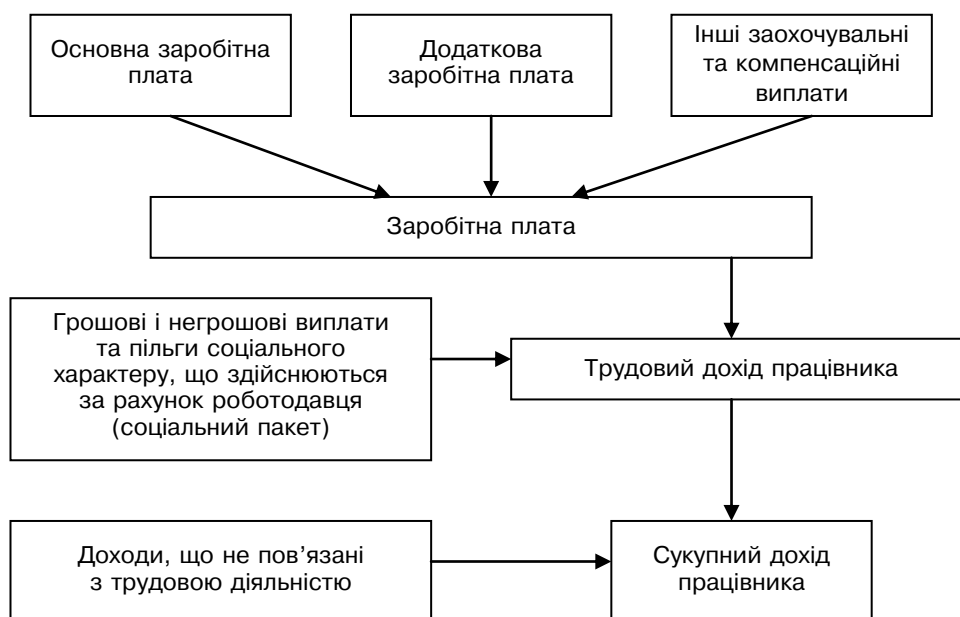 Основна заробітна
плата
Додаткова
заробітна плата
Інші заохочувальні
та компенсаційні
виплати
Заробітна плата
Грошові і негрошові виплати
та пільги соціального
характеру, що здійснюються
за рахунок роботодавця
(соціальний пакет)
Трудовий дохід працівника
Доходи, що не пов’язані
з трудовою діяльністю
Сукупний дохід
працівника